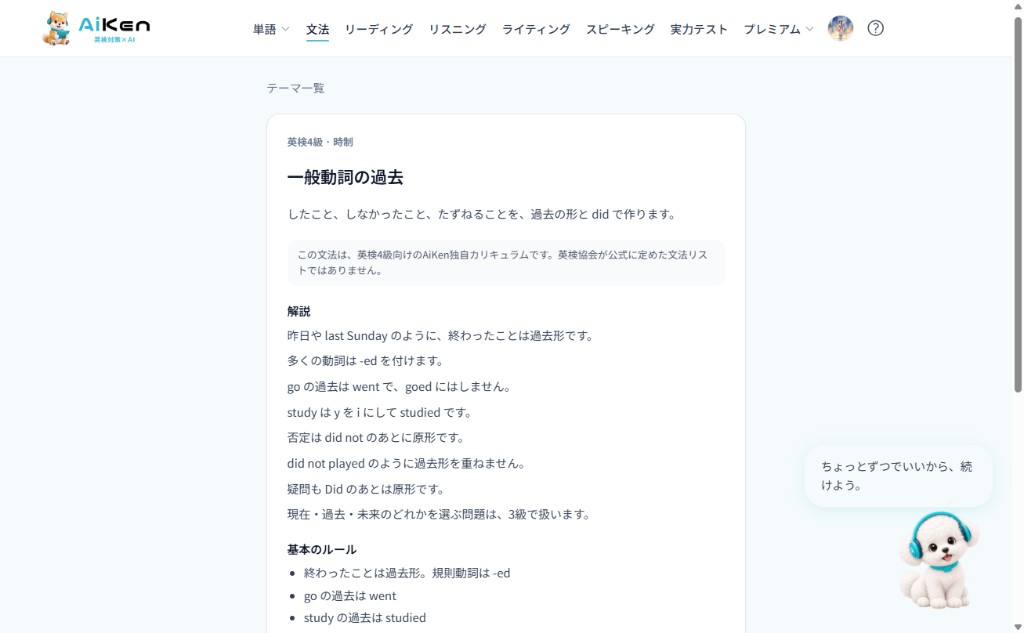 AiKen
英検対策×AI
単語
文法
リーディング
リスニング
ライティング
スピーキング
実力テスト
プレミアム
?
テーマ一覧
英検4級・時制
一般動詞の過去
したこと、しなかったこと、たずねることを、過去の形と did で作ります。
この文法は、英検4級向けのAiKen独自カリキュラムです。英検協会が公式に定めた文法リス
トではありません。
解説
昨日や last Sunday のように、終わったことは過去形です。
多くの動詞は -ed を付けます。
go の過去は went で、goed にはしません。
study は y を i にして studied です。
否定は did not のあとに原形です。
did not played のように過去形を重ねません。
疑問も Did のあとは原形です。
現在・過去・未来のどれかを選ぶ問題は、3級で扱います。
基本のルール
終わったことは過去形。規則動詞は -ed
go の過去は went
study の過去は studied
ちょっとずつでいいから、続
けよう。